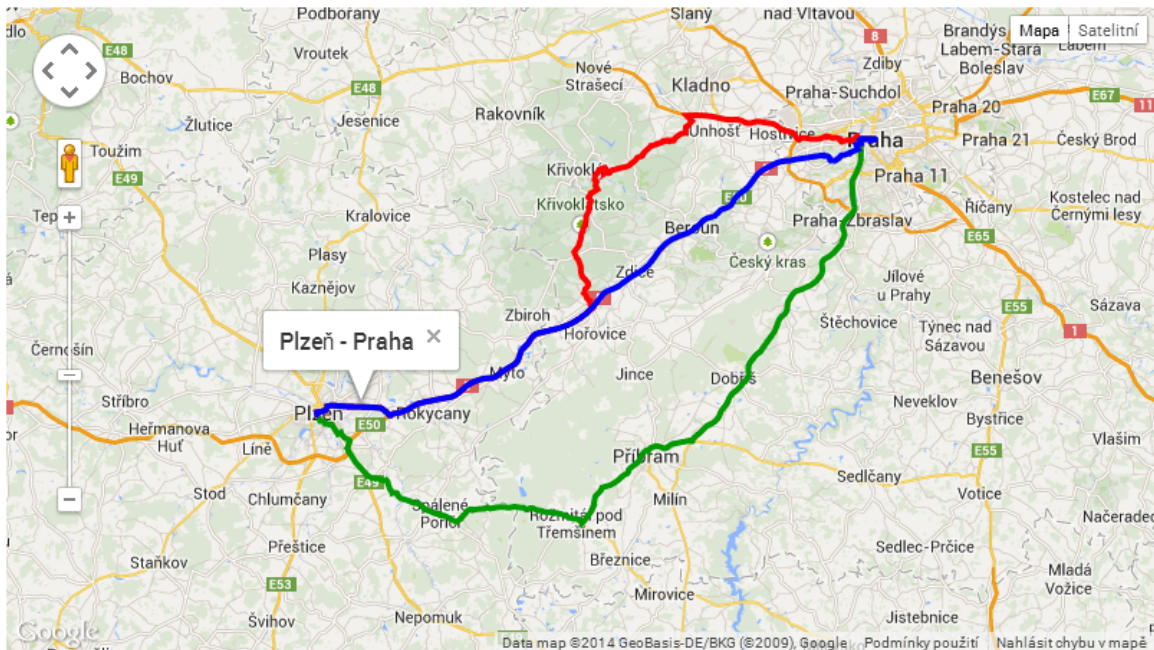 Podbořany
Slaný
nad Vltavou
E48
Vroutek
8
Brandýs
Labem-Stara
Boleslav
Labem
Mapa
Satelitní
Zdiby
Bochov
E48
Nové
Strašecí
Kladno
Praha-Suchdol
E67
11
Praha 20
Rakovník
Žlutice
Jesenice
Unhošť
Hostivice
Praha
Praha 21
Český Brod
Toužim
Křivoklát
Praha 11
E49
Křivoklátsko
Kostelec nad
Černými lesy
Říčany
Kralovice
Beroun
Praha-Zbraslav
E65
Plasy
Zdice
Český kras
Jílové
u Prahy
Kaznějov
E55
Sázava
Zbiroh
Hořovice
Štěchovice
Týnec nad
Sázavou
1
Plzeň - Praha
×
Černošín
Mýto
Jince
Dobříš
Benešov
Stříbro
Plzeň
Rokycany
Neveklov
Bystřice
Heřmanova
Huť
E50
Líně
Vlašim
E55
Příbram
Sedlčany
Stod
Chlumčany
E49
Spálené
Poříčí
Milín
Votice
Rožmitál pod
Třemšínem
Načeradec
Přeštice
Staňkov
Březnice
Sedlec-Prčice
E53
Mladá
Vožice
Mirovice
Švihov
Nepomuk
Jistebnice
Google
Data map ©2014 GeoBasis-DE/BKG (©2009), Google
Podmínky použití
Nahlásit chybu v mapě